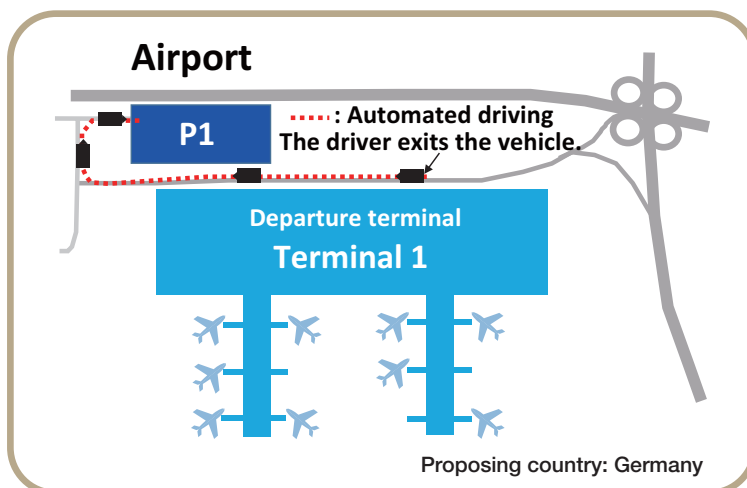 Airport
P1
: Automated driving
The driver exits the vehicle.
Departure terminal
Terminal 1
Proposing country: Germany